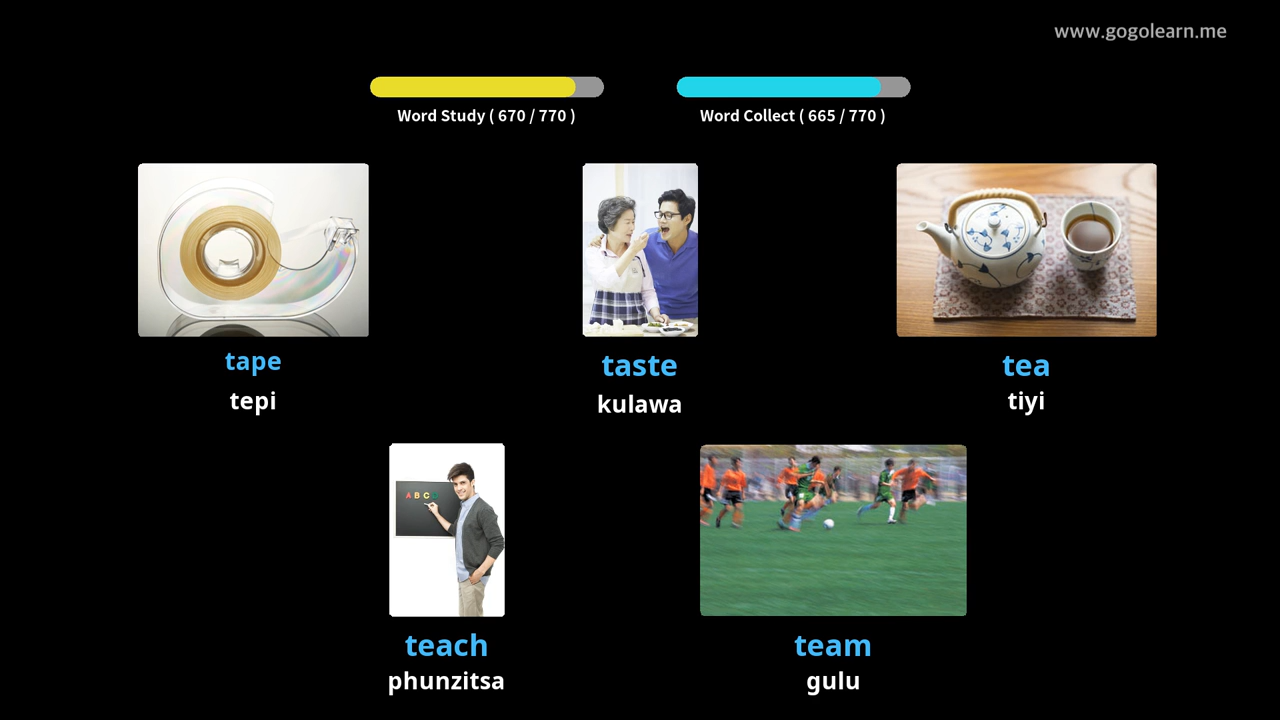 www.gogolearn.me
Word Study ( 670 / 770 )
Word Collect ( 665 / 770 )
tape
tepi
taste
kulawa
tea
tiyi
A B C D
teach
phunzitsa
team
gulu